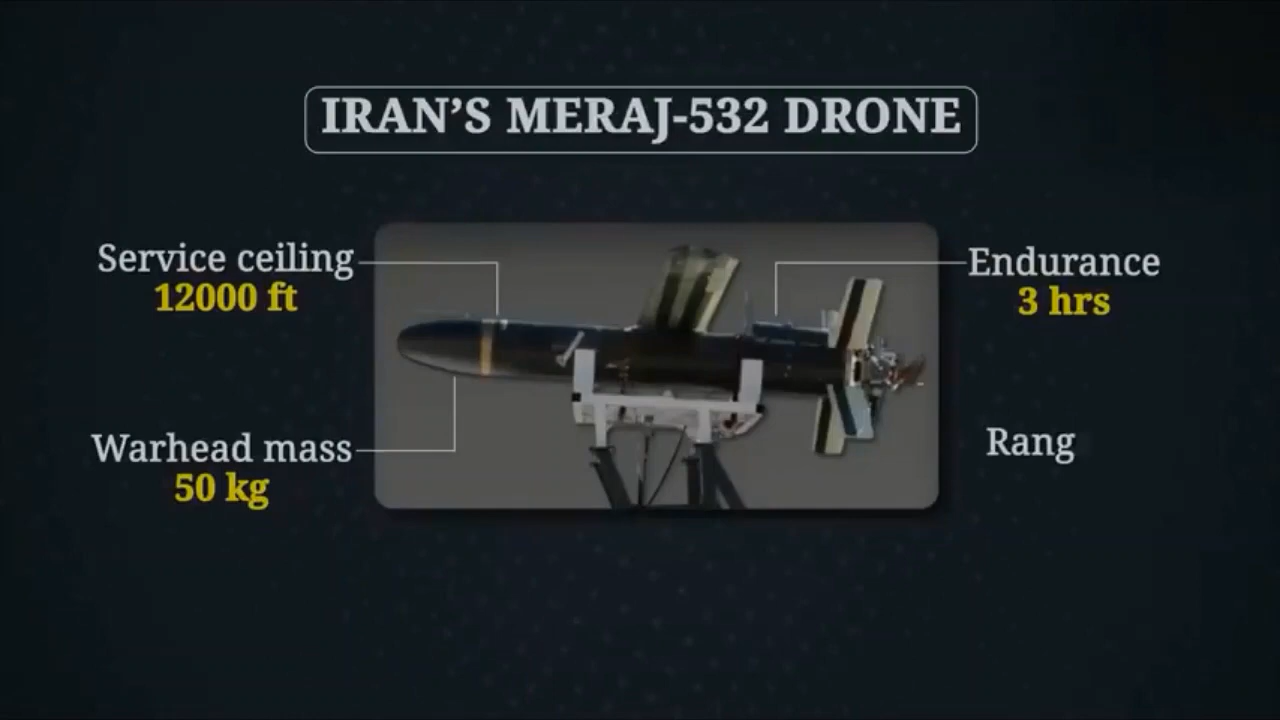 IRAN’S MERAJ-532 DRONE
Service ceiling
12000 ft
Endurance
3 hrs
Warhead mass
50 kg
Rang